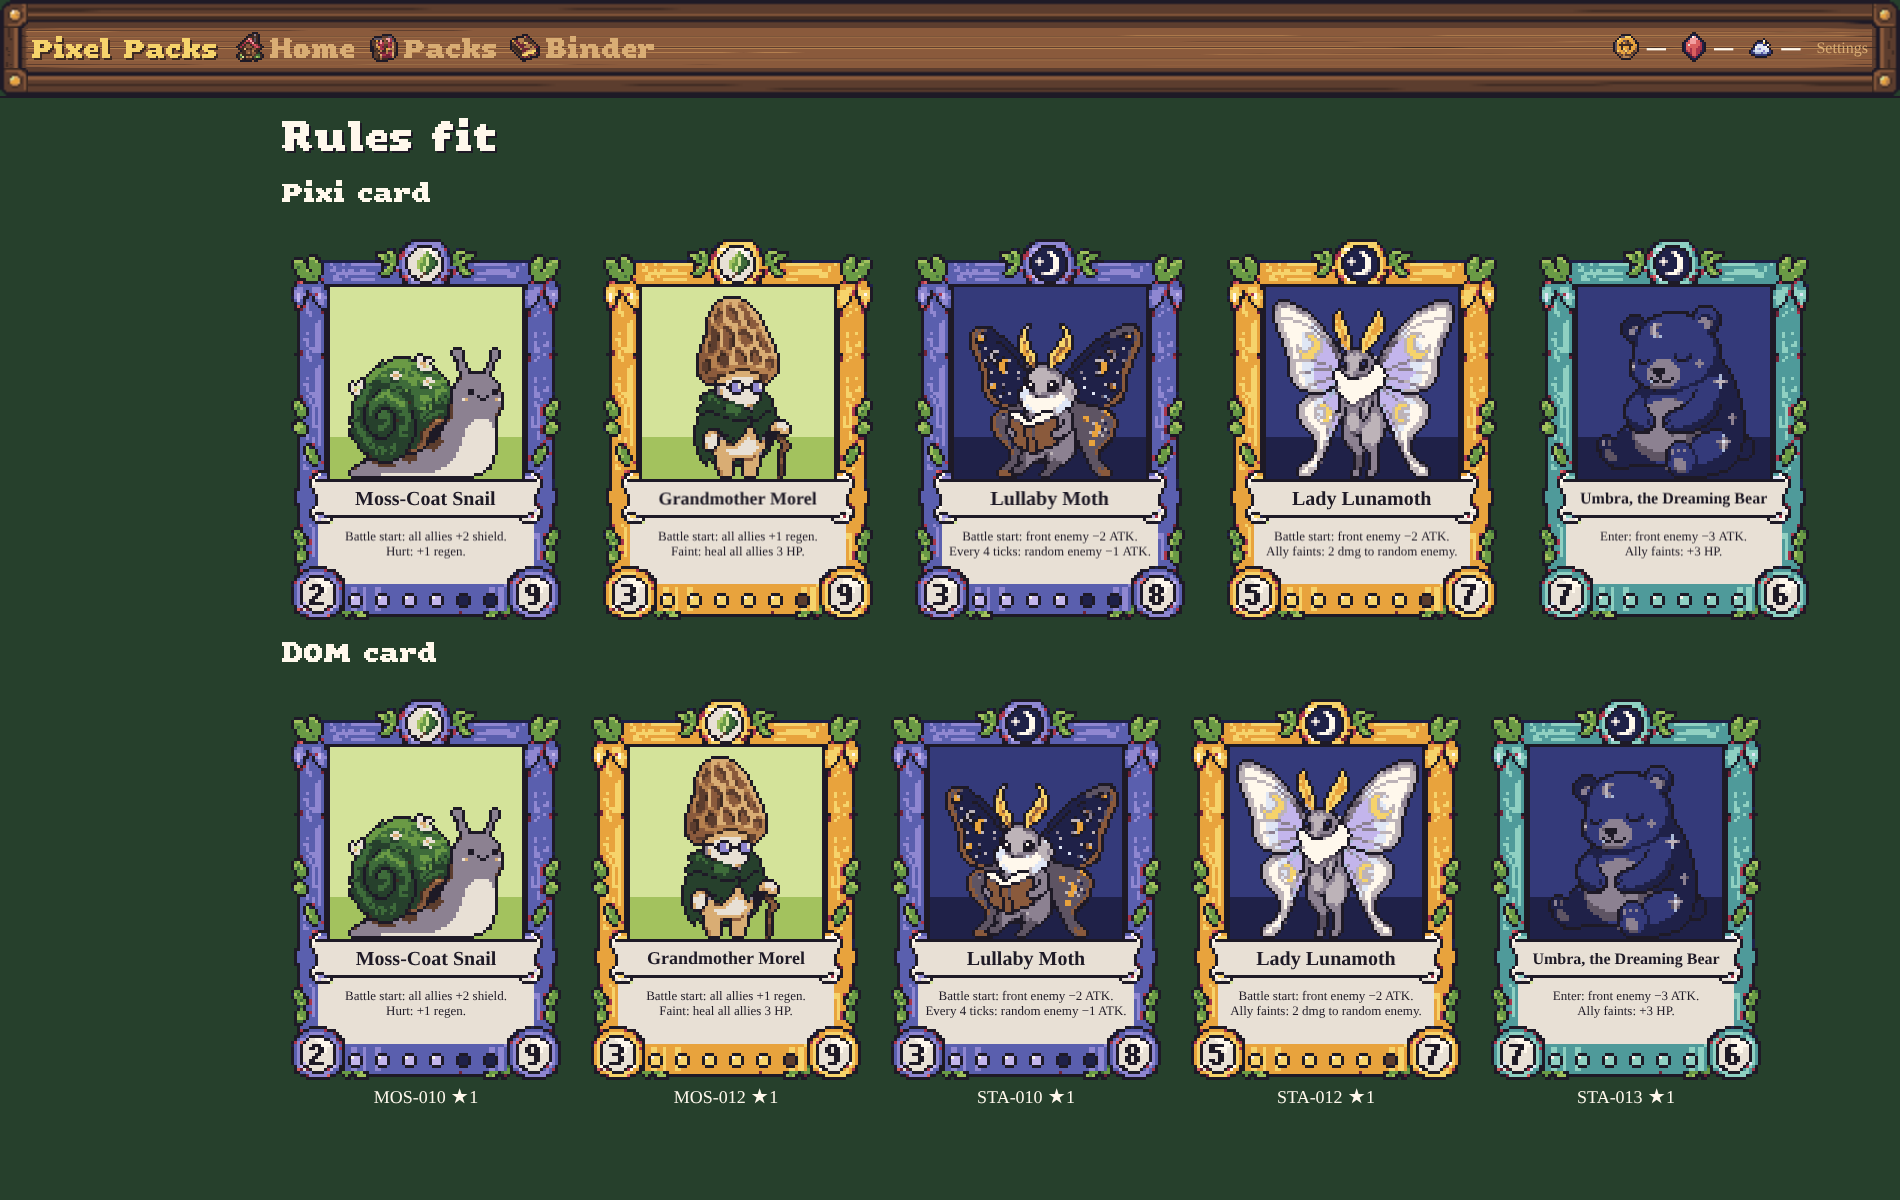 Pixel Packs Home Packs Binder — — — Settings
Rules fit
Pixi card
Moss-Coat Snail
Battle start: all allies +2 shield.
Hurt: +1 regen.
2 9
Grandmother Morel
Battle start: all allies +1 regen.
Faint: heal all allies 3 HP.
3 9
Lullaby Moth
Battle start: front enemy −2 ATK.
Every 4 ticks: random enemy −1 ATK.
3 8
Lady Lunamoth
Battle start: front enemy −2 ATK.
Ally faints: 2 dmg to random enemy.
5 7
Umbra, the Dreaming Bear
Enter: front enemy −3 ATK.
Ally faints: +3 HP.
7 6
DOM card
Moss-Coat Snail
Battle start: all allies +2 shield.
Hurt: +1 regen.
2 9
MOS-010 ★1
Grandmother Morel
Battle start: all allies +1 regen.
Faint: heal all allies 3 HP.
3 9
MOS-012 ★1
Lullaby Moth
Battle start: front enemy −2 ATK.
Every 4 ticks: random enemy −1 ATK.
3 8
STA-010 ★1
Lady Lunamoth
Battle start: front enemy −2 ATK.
Ally faints: 2 dmg to random enemy.
5 7
STA-012 ★1
Umbra, the Dreaming Bear
Enter: front enemy −3 ATK.
Ally faints: +3 HP.
7 6
STA-013 ★1